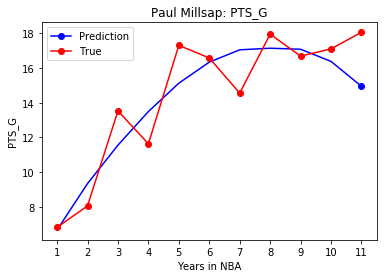 Paul Millsap: PTS_G
Prediction
True
PTS_G
18
16
14
12
10
8
1 2 3 4 5 6 7 8 9 10 11
Years in NBA